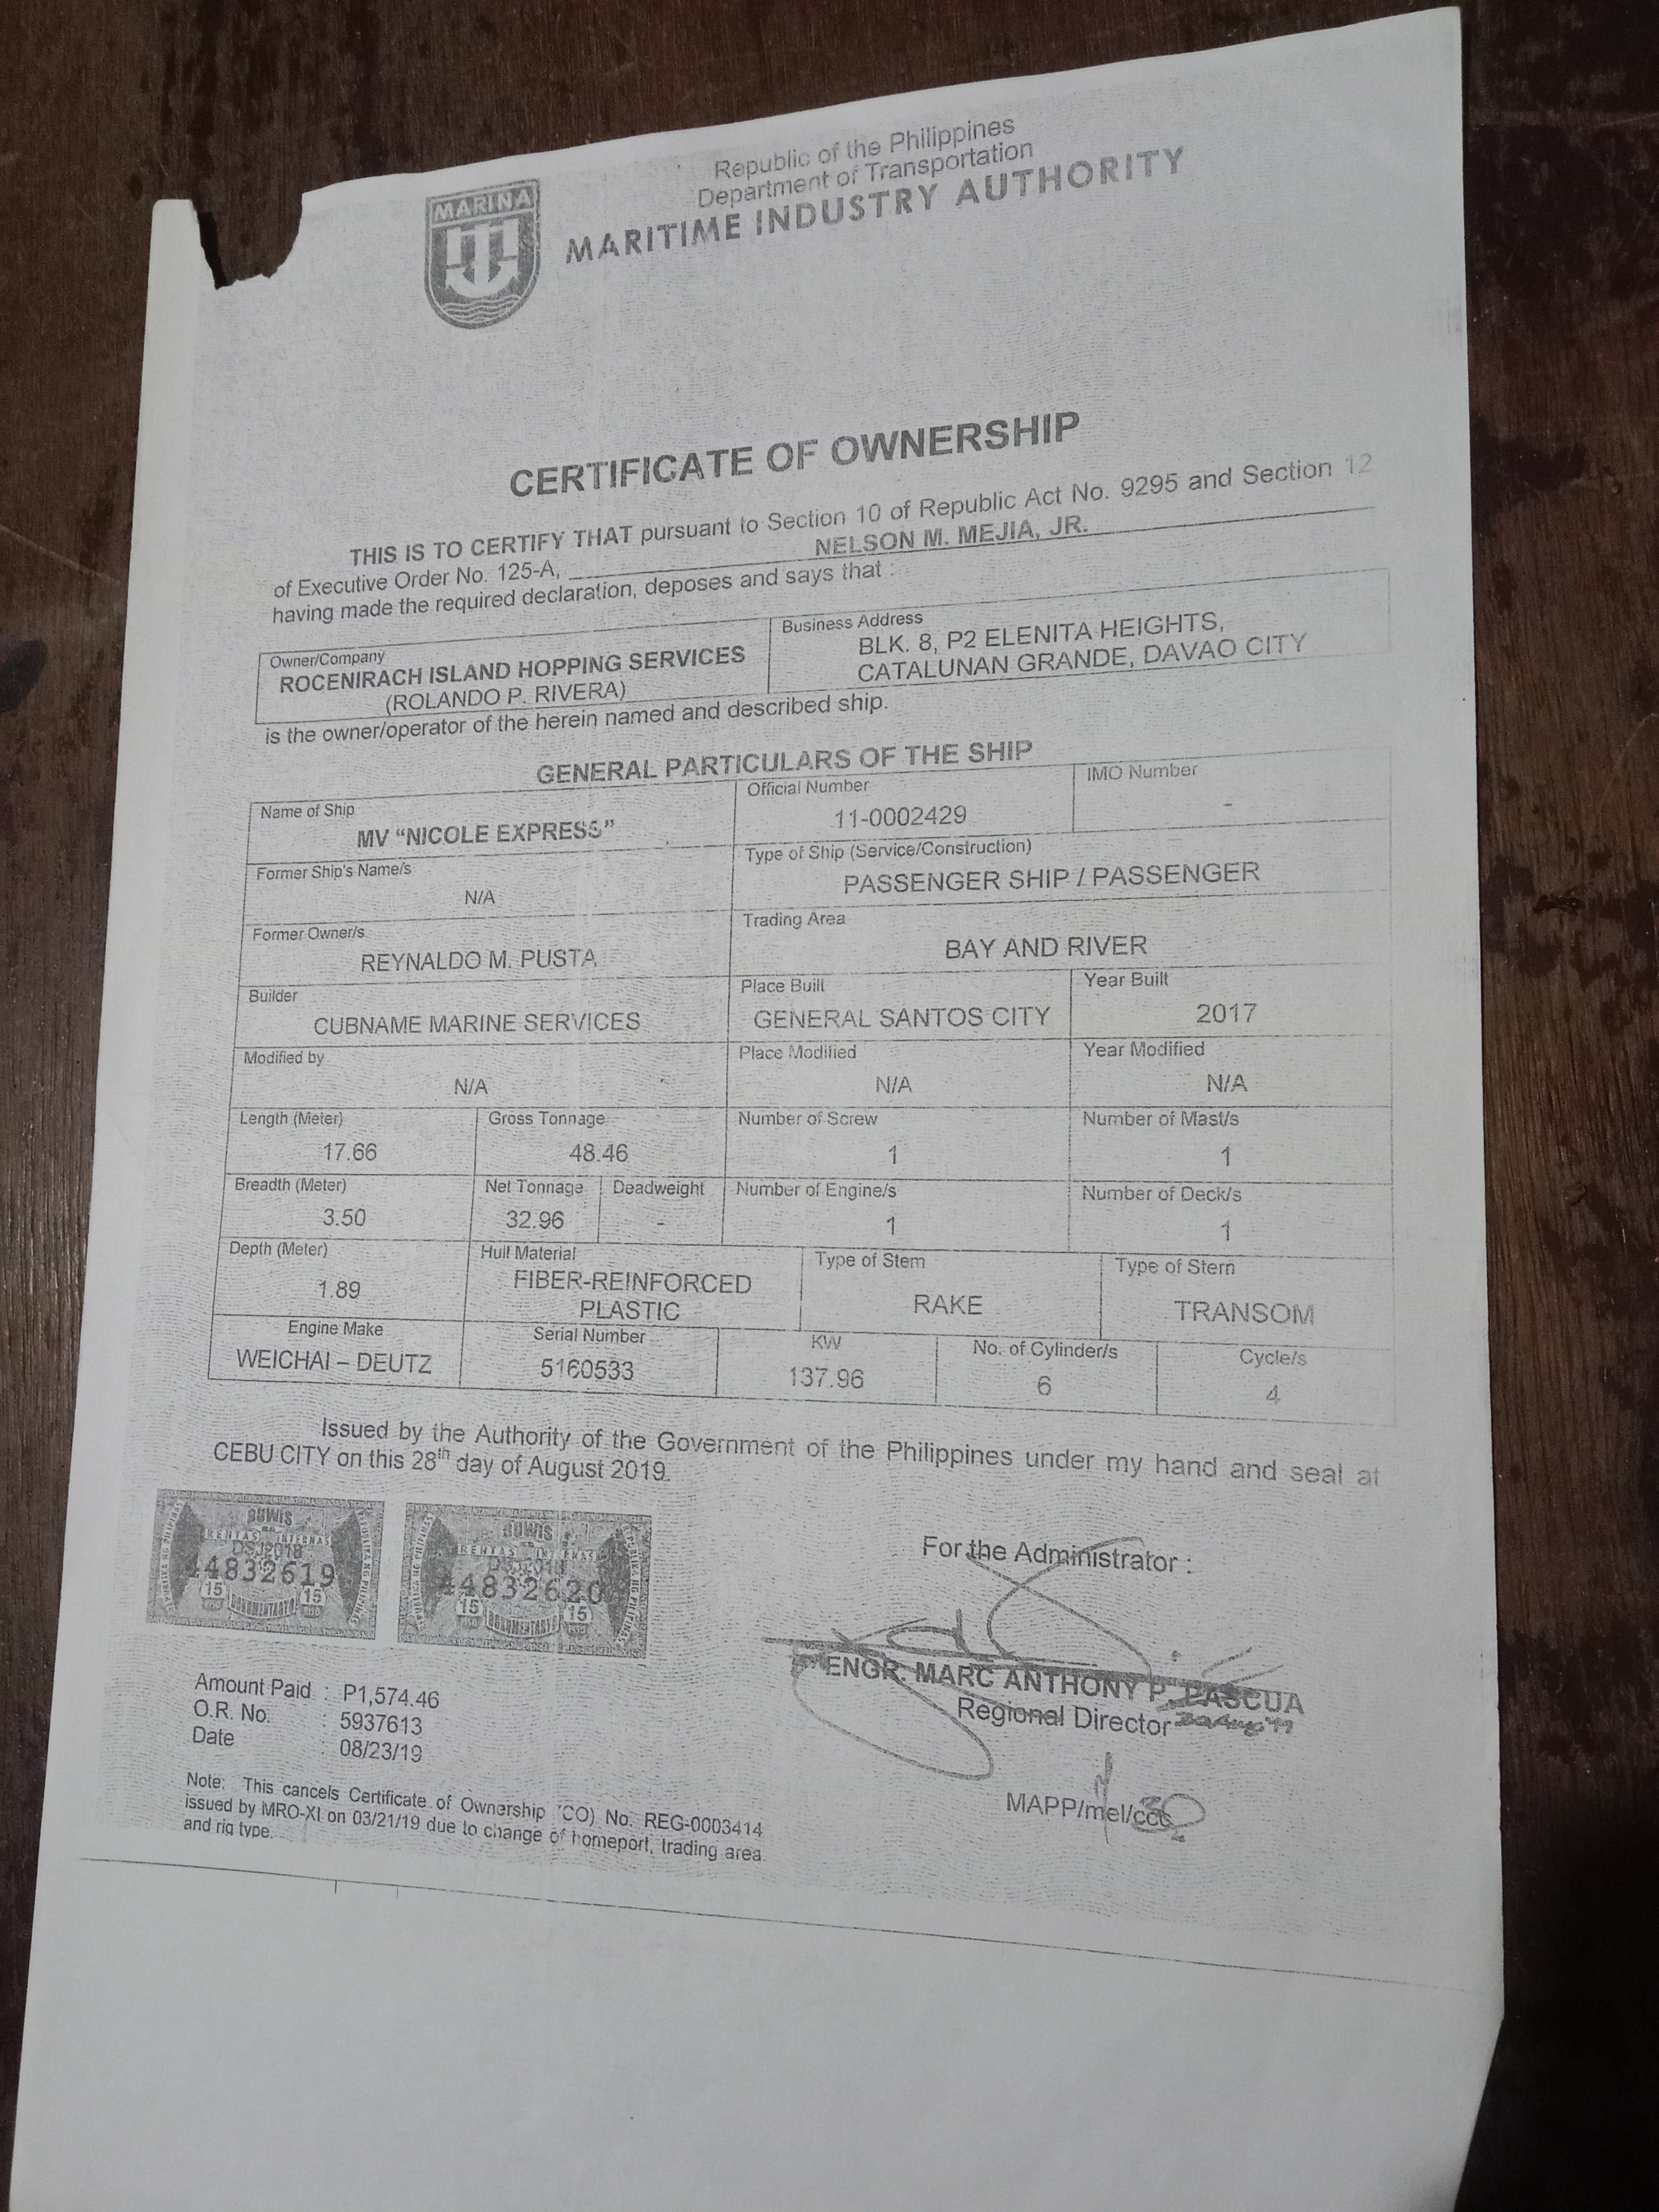 MARINA
Republic of the Philippines
Department of Transportation
MARITIME INDUSTRY AUTHORITY
CERTIFICATE OF OWNERSHIP
THIS IS TO CERTIFY THAT pursuant to Section 10 of Republic Act No. 9295 and Section 12
of Executive Order No. 125-A, NELSON M. MEJIA, JR.
having made the required declaration, deposes and says that :
Owner/Company
ROCENIRACH ISLAND HOPPING SERVICES
(ROLANDO P. RIVERA)
Business Address
BLK. 8, P2 ELENITA HEIGHTS,
CATALUNAN GRANDE, DAVAO CITY
is the owner/operator of the herein named and described ship.
GENERAL PARTICULARS OF THE SHIP
Name of Ship
MV "NICOLE EXPRESS"
Official Number
11-0002429
IMO Number
-
Former Ship's Name/s
N/A
Type of Ship (Service/Construction)
PASSENGER SHIP / PASSENGER
Former Owner/s
REYNALDO M. PUSTA
Trading Area
BAY AND RIVER
Builder
CUBNAME MARINE SERVICES
Place Built
GENERAL SANTOS CITY
Year Built
2017
Modified by
N/A
Place Modified
N/A
Year Modified
N/A
Length (Meter)
17.66
Gross Tonnage
48.46
Number of Screw
1
Number of Mast/s
1
Breadth (Meter)
3.50
Net Tonnage
32.96
Deadweight
-
Number of Engine/s
1
Number of Deck/s
1
Depth (Meter)
1.89
Hull Material
FIBER-REINFORCED
PLASTIC
Type of Stem
RAKE
Type of Stern
TRANSOM
Engine Make
WEICHAI – DEUTZ
Serial Number
5160533
KW
137.96
No. of Cylinder/s
6
Cycle/s
4
Issued by the Authority of the Government of the Philippines under my hand and seal at
CEBU CITY on this 28th day of August 2019.
RENTAS INTERNAS
44832619
15 15
DOKUMENTARYO
RENTAS INTERNAS
44832620
15 15
DOKUMENTARYO
For the Administrator :
ENGR. MARC ANTHONY P. PASCUA
Regional Director
MAPP/mel/ccc
Amount Paid : P1,574.46
O.R. No. : 5937613
Date : 08/23/19
Note: This cancels Certificate of Ownership (CO) No. REG-0003414
issued by MRO-XI on 03/21/19 due to change of homeport, trading area
and rig type.